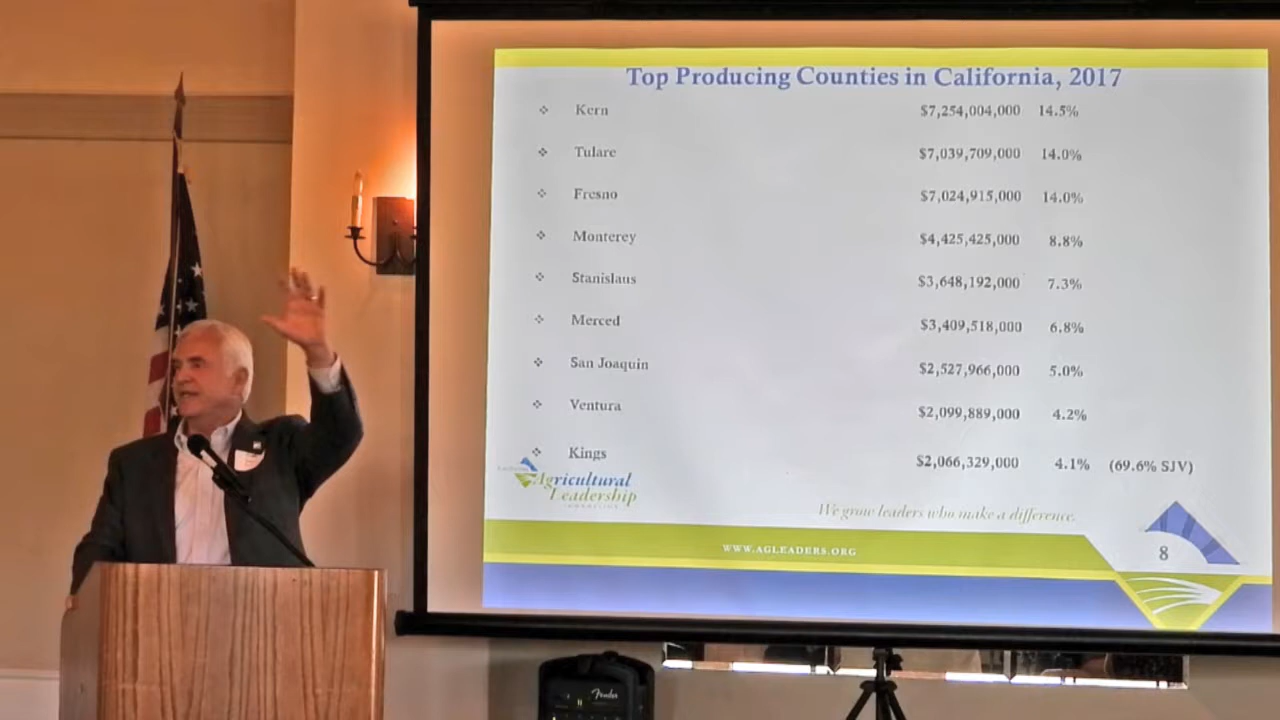 Top Producing Counties in California, 2017
❖ Kern $7,254,004,000 14.5%
❖ Tulare $7,039,709,000 14.0%
❖ Fresno $7,024,915,000 14.0%
❖ Monterey $4,425,425,000 8.8%
❖ Stanislaus $3,648,192,000 7.3%
❖ Merced $3,409,518,000 6.8%
❖ San Joaquin $2,527,966,000 5.0%
❖ Ventura $2,099,889,000 4.2%
❖ Kings $2,066,329,000 4.1% (69.6% SJV)
Agricultural
Leadership
We grow leaders who make a difference.
WWW.AGLEADERS.ORG
8
Fender